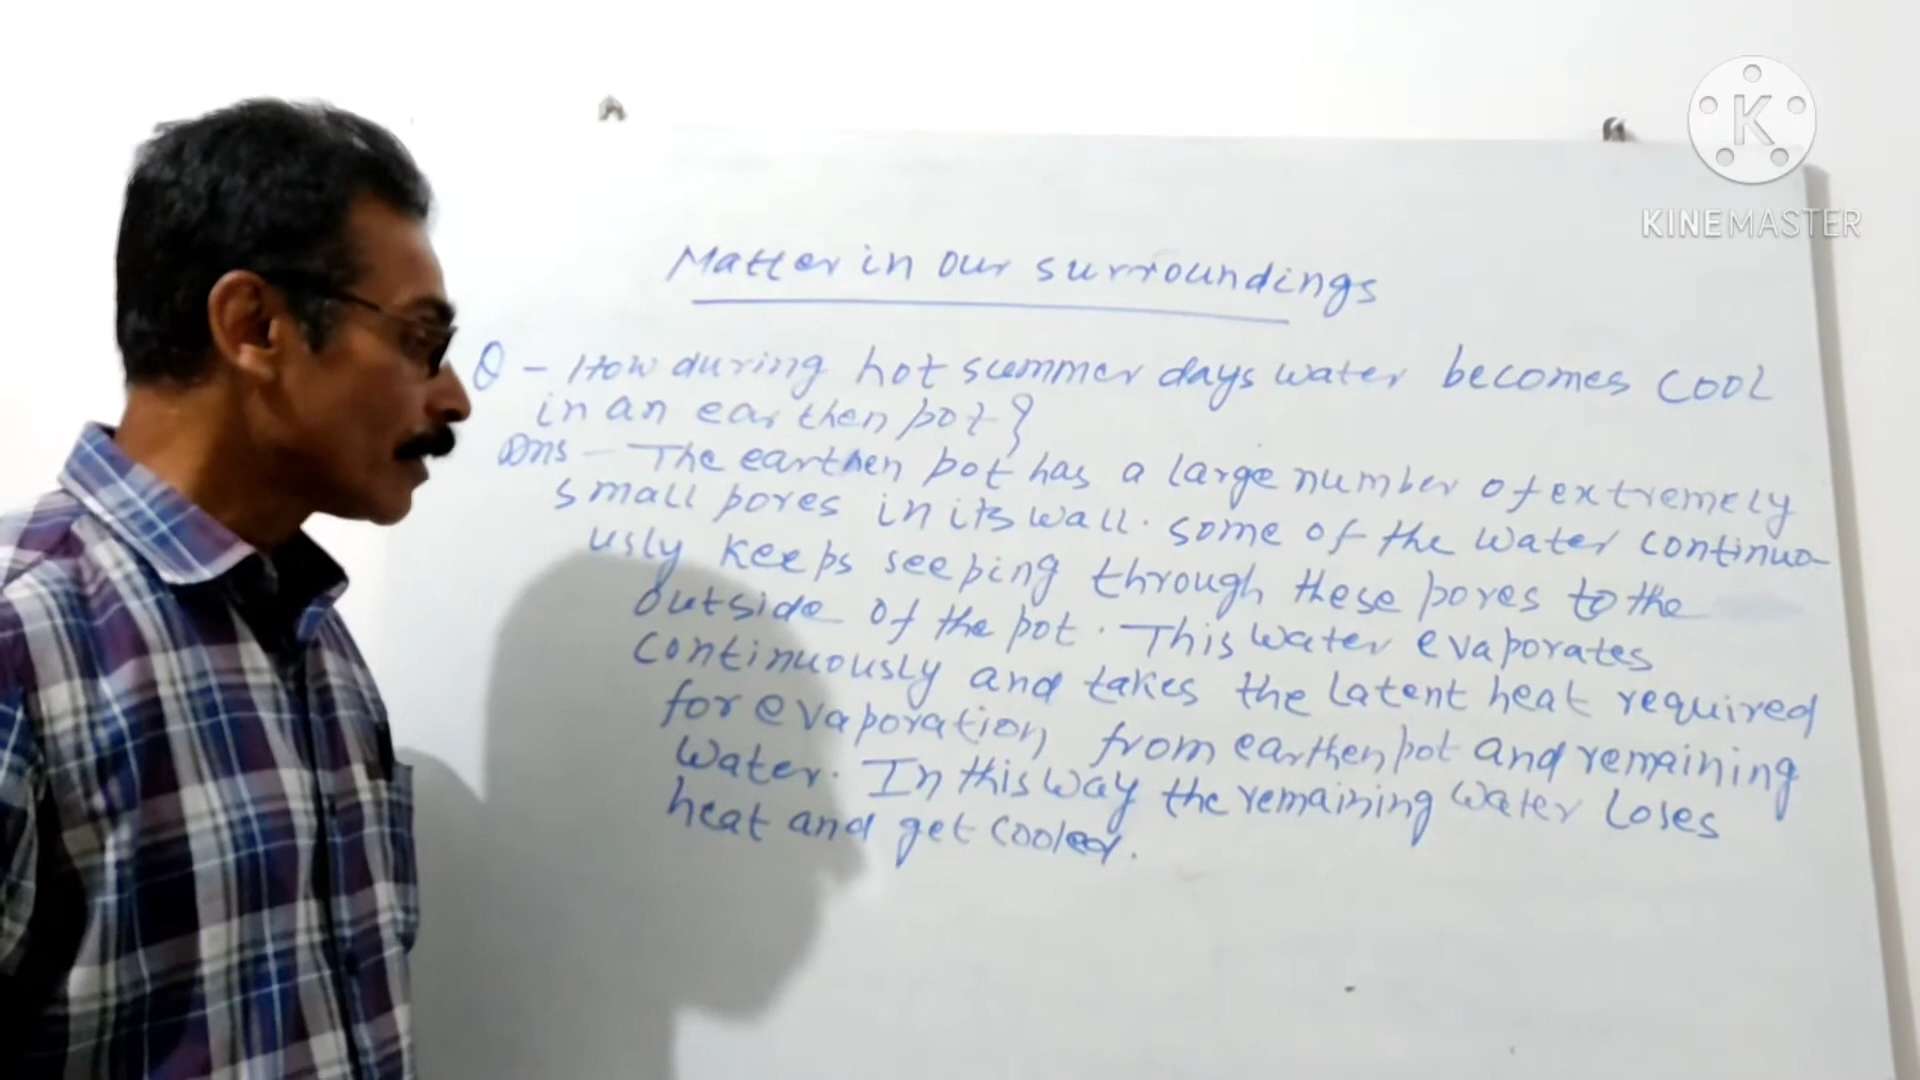 K
KINEMASTER
Matter in our surroundings
Q - How during hot summer days water becomes cool
in an earthen pot?
Ans - The earthen pot has a large number of extremely
small pores in its wall. some of the water continuo-
usly keeps seeping through these pores to the
outside of the pot. This water evaporates
continuously and takes the latent heat required
for evaporation from earthen pot and remaining
water. In this way the remaining water loses
heat and get cooled.